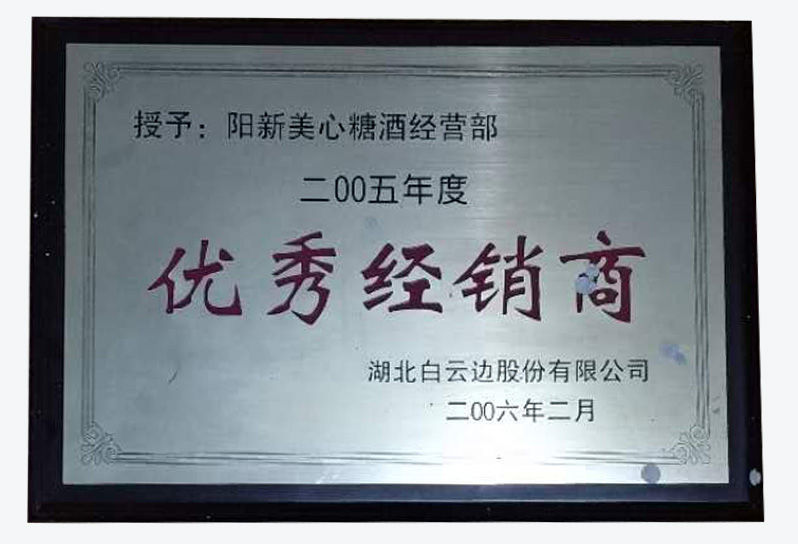 授予：阳新美心糖酒经营部
二00五年度
优秀经销商
湖北白云边股份有限公司
二00六年二月